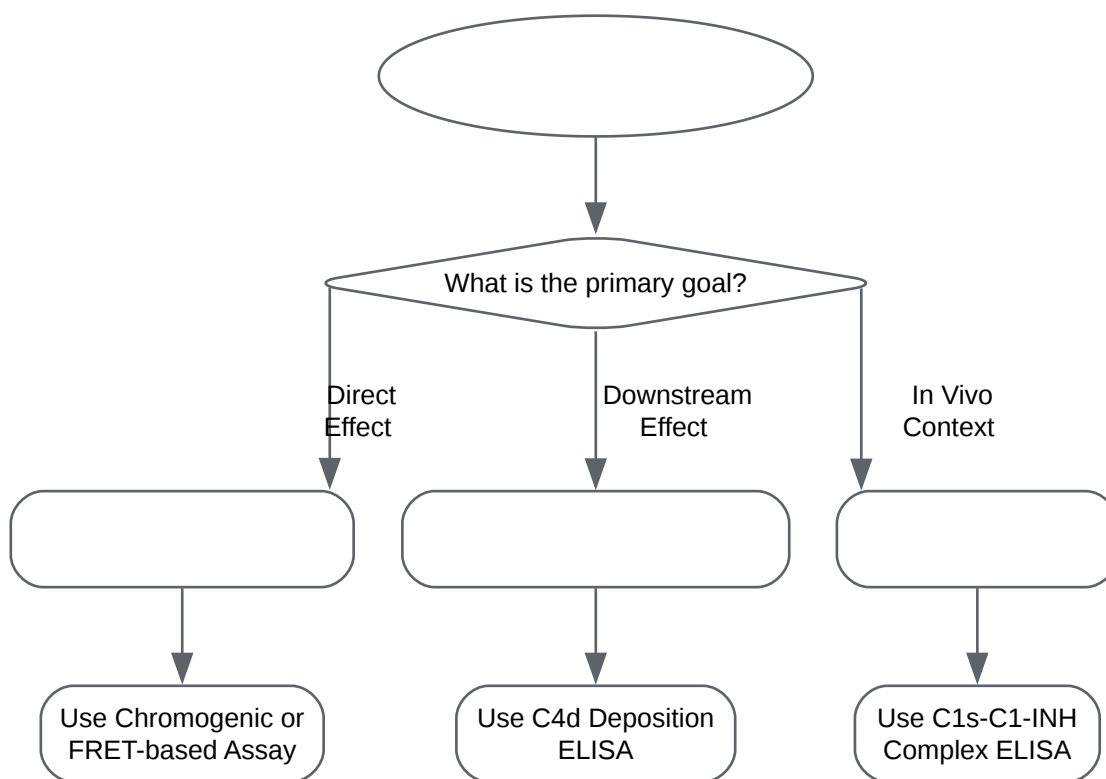 What is the primary goal?
Direct
Effect
Downstream
Effect
In Vivo
Context
Use Chromogenic or
FRET-based Assay
Use C4d Deposition
ELISA
Use C1s-C1-INH
Complex ELISA